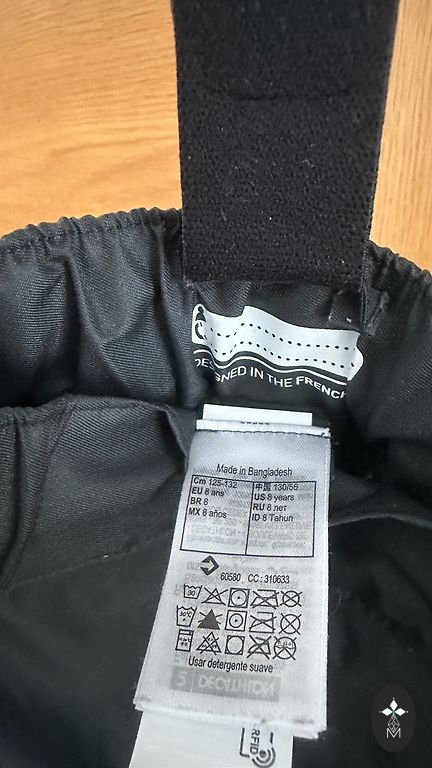 DESIGNED IN THE FRENCH
Made in Bangladesh
Cm 125-132
EU 8 ans
BR 8
MX 8 años
中国 130/56
US 8 years
RU 8 лет
ID 8 Tahun
60580 CC: 310633
30
30°C
Usar detergente suave
DECATHLON
RFID
M